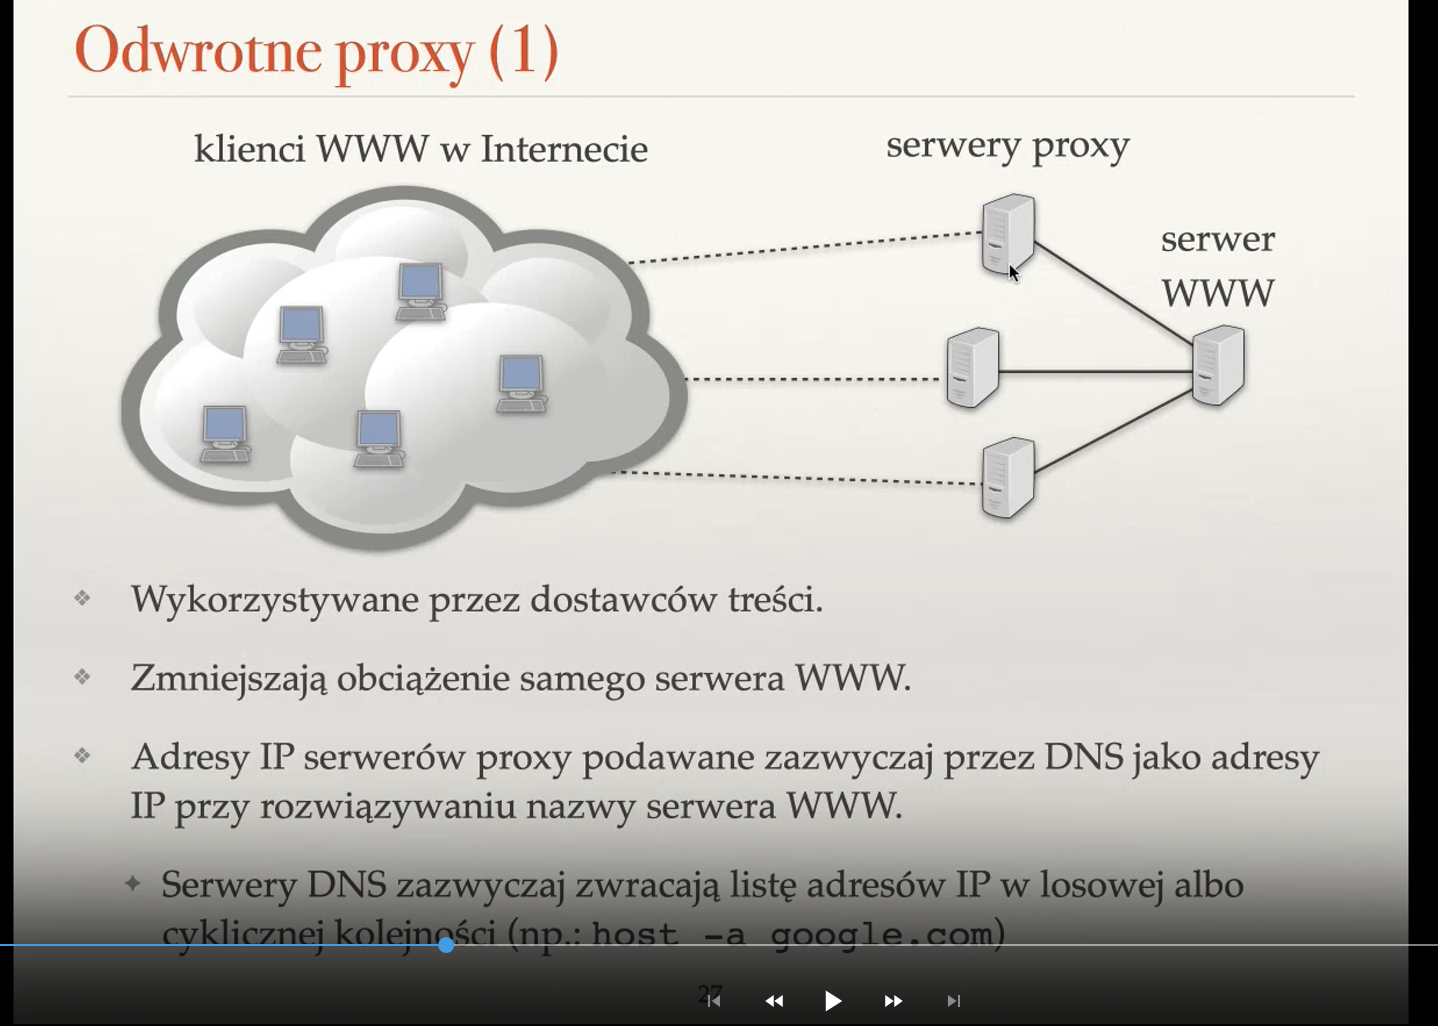 Odwrotne proxy (1)
klienci WWW w Internecie
serwery proxy
serwer
WWW
Wykorzystywane przez dostawców treści.
Zmniejszają obciążenie samego serwera WWW.
Adresy IP serwerów proxy podawane zazwyczaj przez DNS jako adresy
IP przy rozwiązywaniu nazwy serwera WWW.
Serwery DNS zazwyczaj zwracają listę adresów IP w losowej albo
cyklicznej kolejności (np.: host -a google.com)
27